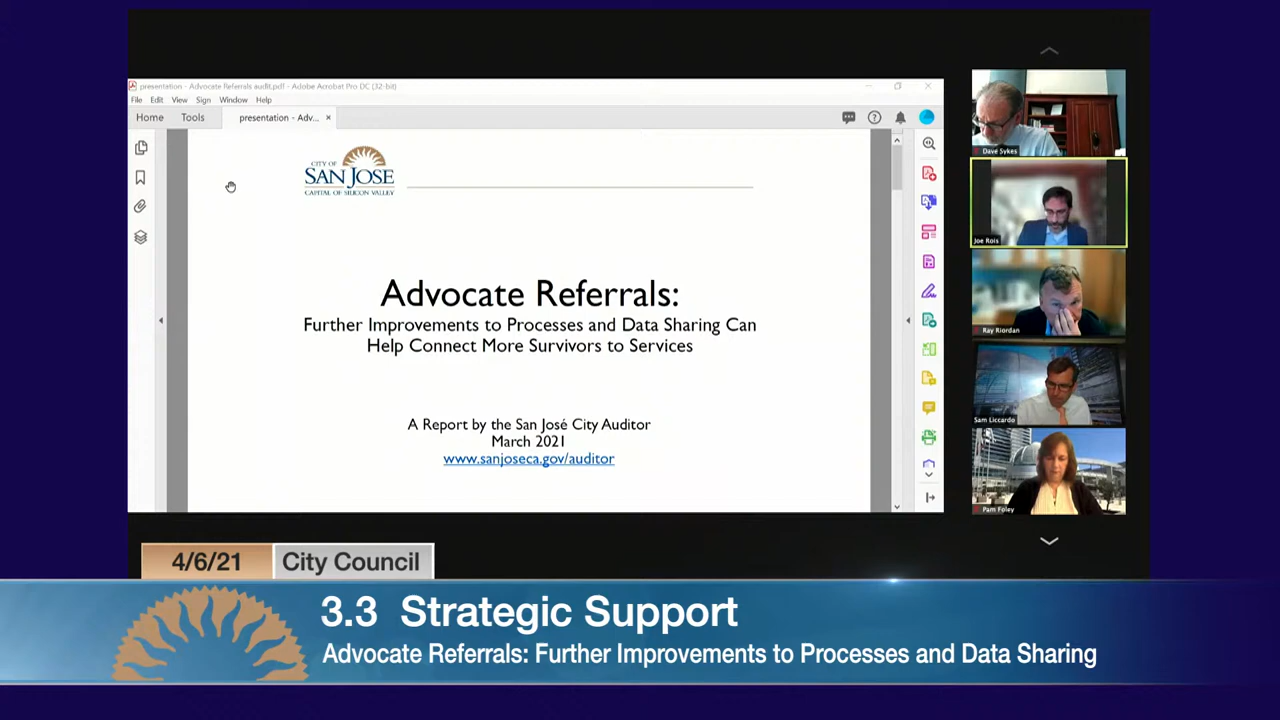 presentation - Advocate Referrals audit.pdf - Adobe Acrobat Pro DC (32-bit)
File Edit View Sign Window Help
Home Tools presentation - Adv... ×
CITY OF
SAN JOSE
CAPITAL OF SILICON VALLEY
Advocate Referrals:
Further Improvements to Processes and Data Sharing Can
Help Connect More Survivors to Services
A Report by the San José City Auditor
March 2021
www.sanjoseca.gov/auditor
Dave Sykes
Joe Rois
Ray Riordan
Sam Liccardo
Pam Foley
4/6/21 City Council
3.3 Strategic Support
Advocate Referrals: Further Improvements to Processes and Data Sharing